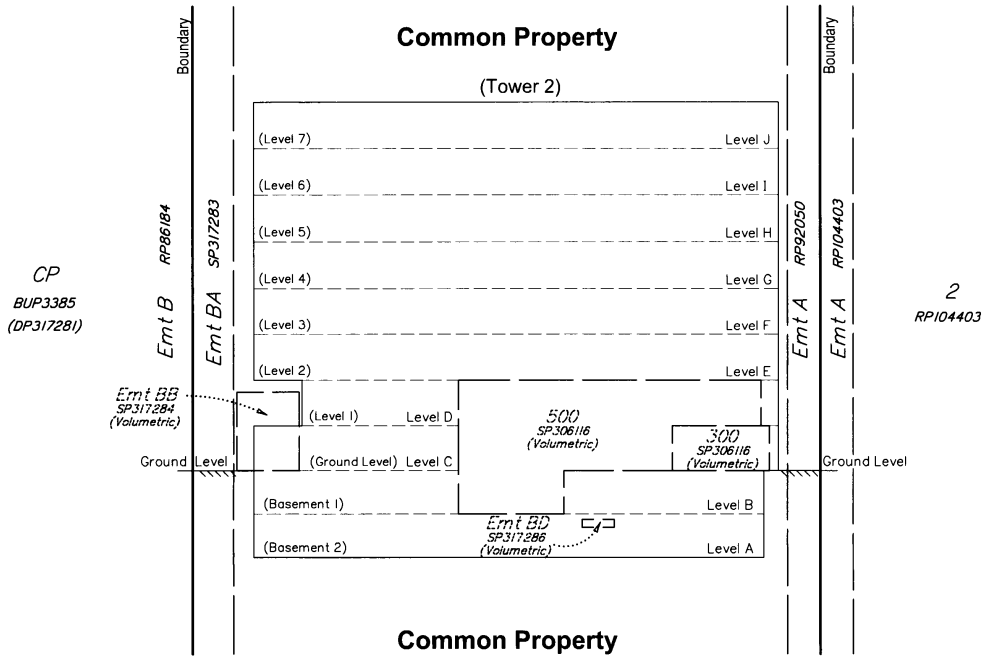 Common Property
(Tower 2)
Boundary
Boundary
(Level 7) Level J
(Level 6) Level I
(Level 5) Level H
(Level 4) Level G
(Level 3) Level F
(Level 2) Level E
(Level 1) Level D
(Ground Level) Level C
(Basement 1) Level B
(Basement 2) Level A
CP
BUP3385
(DP317281)
Emt B RP86184
Emt BA SP317283
Emt A RP92050
Emt A RP104403
2
RP104403
Emt BB
SP317284
(Volumetric)
500
SP306116
(Volumetric)
300
SP306116
(Volumetric)
Ground Level
Ground Level
Emt BD
SP317286
(Volumetric)
Common Property